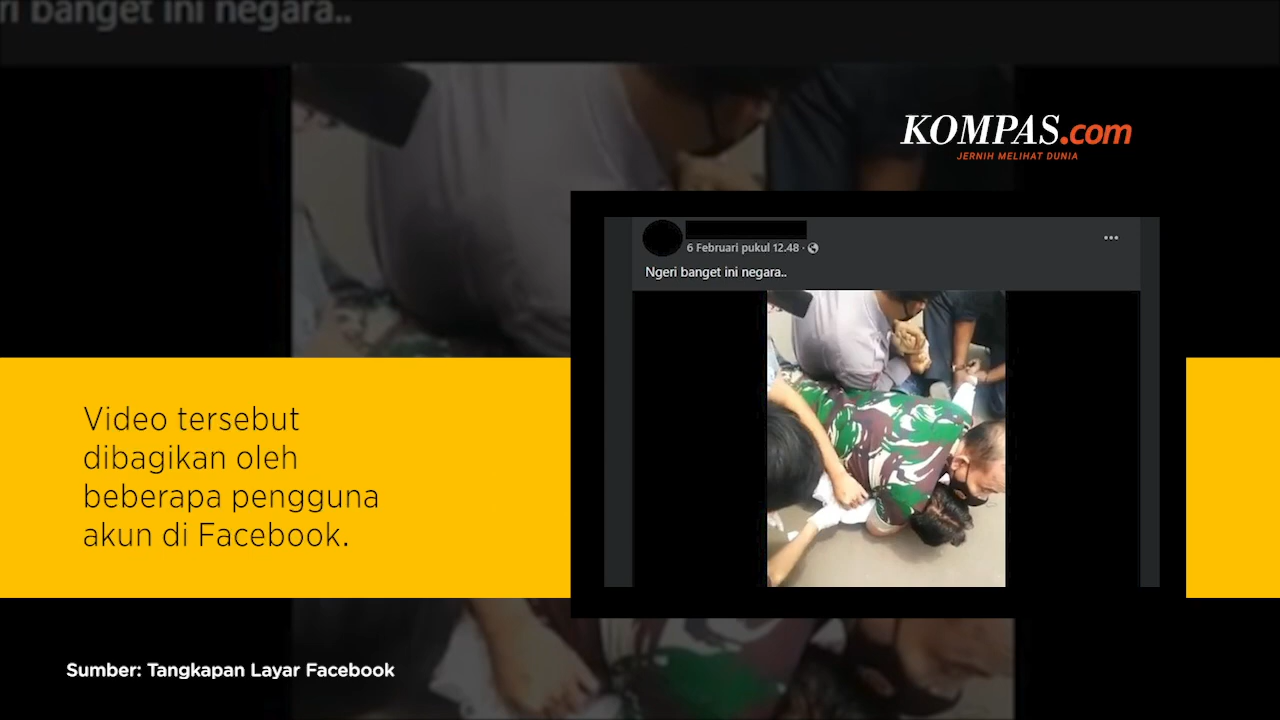 ri banget ini negara..
KOMPAS.com
JERNIH MELIHAT DUNIA
6 Februari pukul 12.48 ·
Ngeri banget ini negara..
Video tersebut
dibagikan oleh
beberapa pengguna
akun di Facebook.
Sumber: Tangkapan Layar Facebook